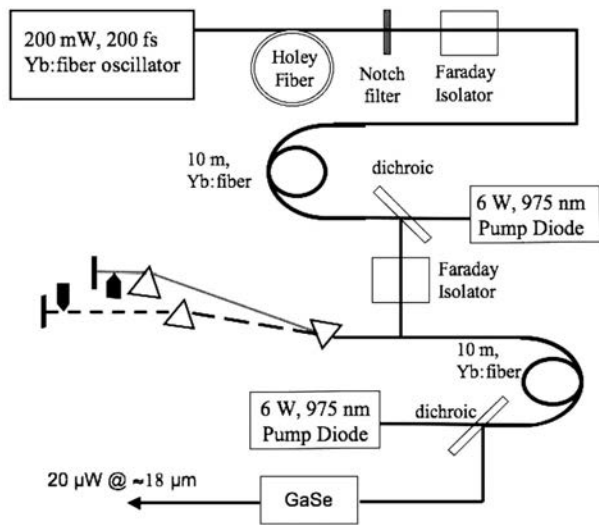 200 mW, 200 fs
Yb:fiber oscillator
Holey
Fiber
Notch
filter
Faraday
Isolator
10 m,
Yb:fiber
dichroic
6 W, 975 nm
Pump Diode
Faraday
Isolator
10 m,
Yb:fiber
6 W, 975 nm
Pump Diode
dichroic
20 µW @ ~18 µm
GaSe